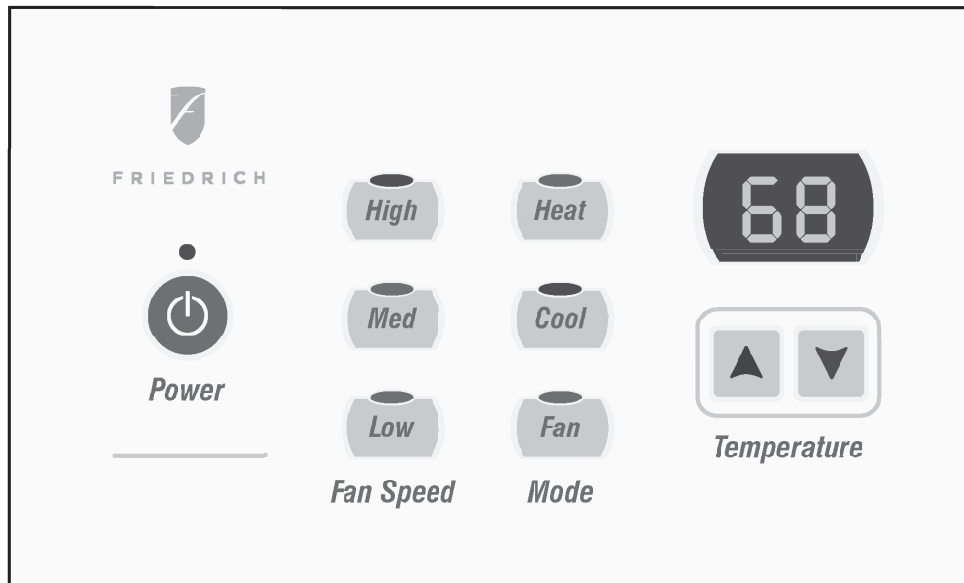 FRIEDRICH
68
High
Heat
Med
Cool
Power
Low
Fan
Temperature
Fan Speed
Mode